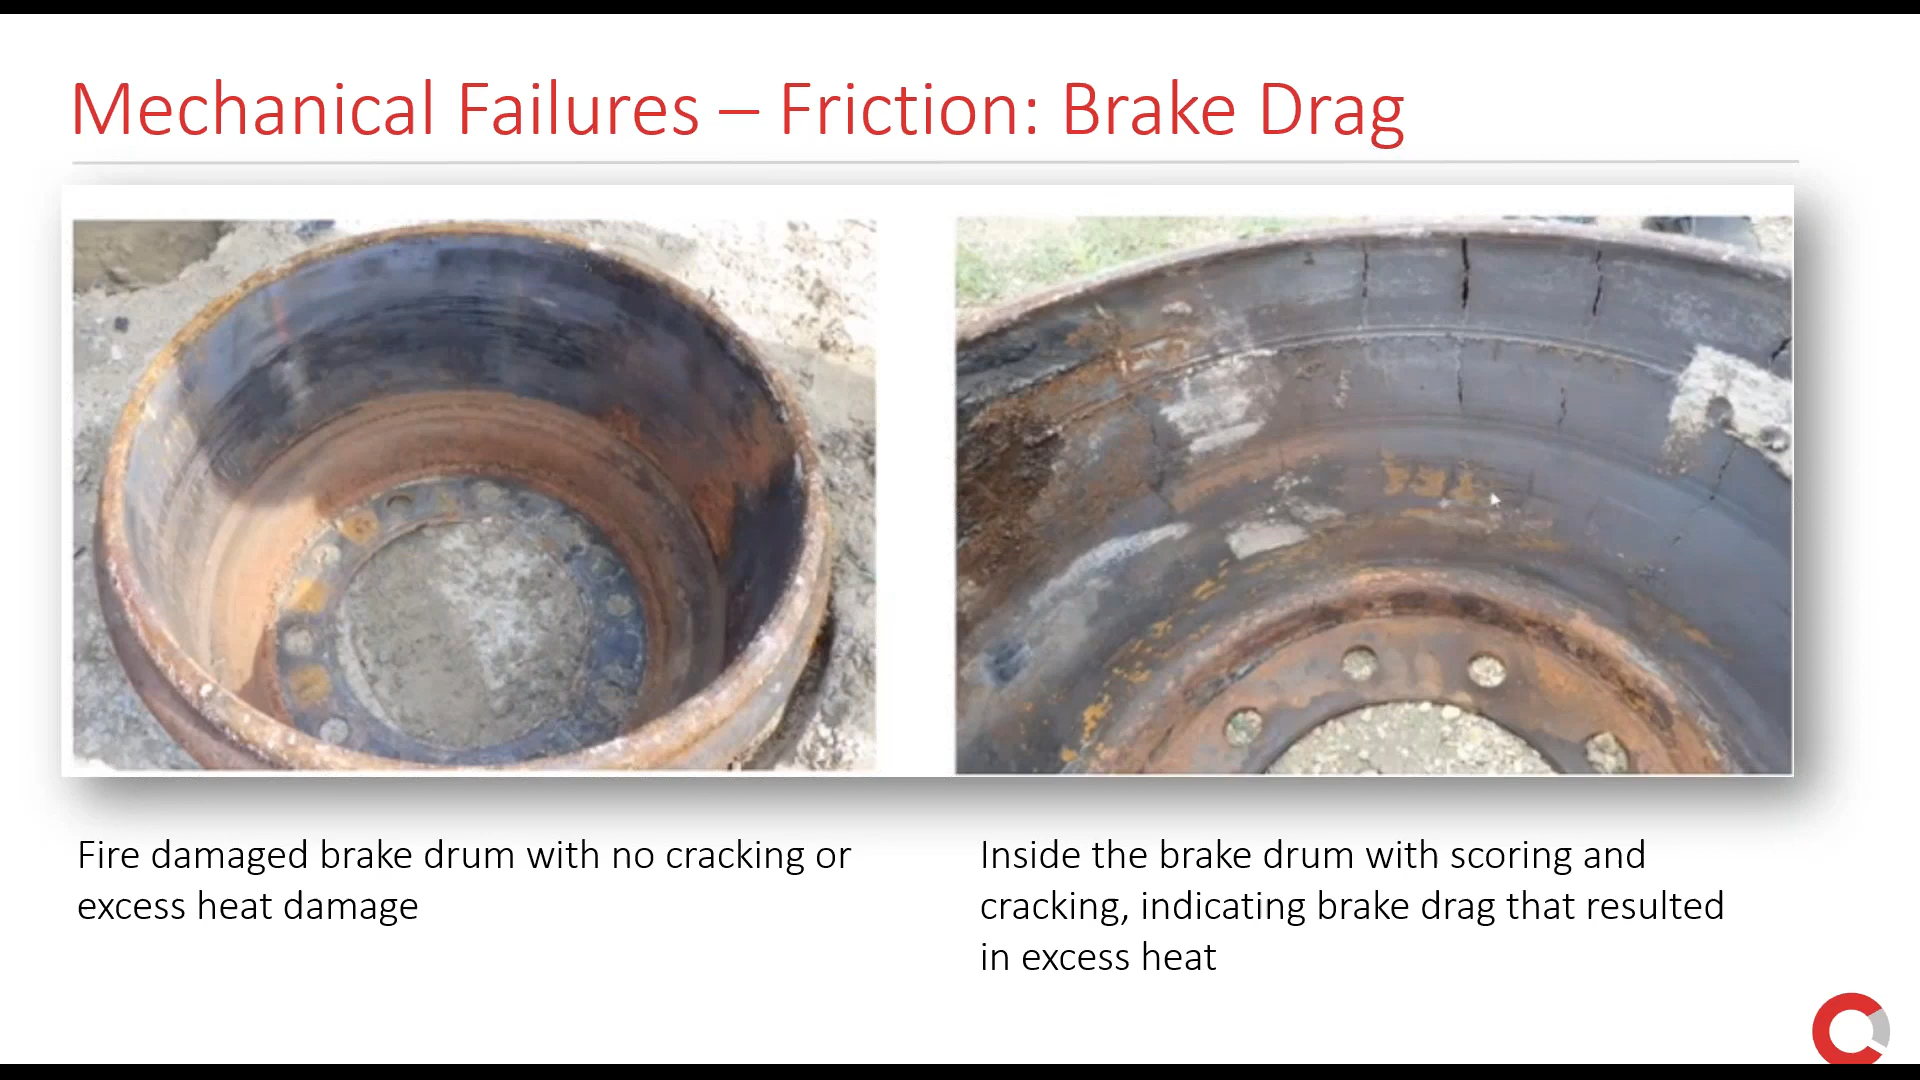 Mechanical Failures – Friction: Brake Drag
Fire damaged brake drum with no cracking or
excess heat damage
Inside the brake drum with scoring and
cracking, indicating brake drag that resulted
in excess heat